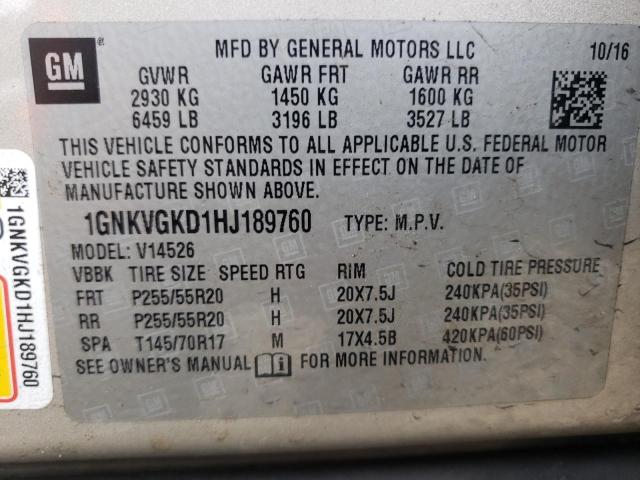 GM
MFD BY GENERAL MOTORS LLC 10/16
GVWR GAWR FRT GAWR RR
2930 KG 1450 KG 1600 KG
6459 LB 3196 LB 3527 LB
THIS VEHICLE CONFORMS TO ALL APPLICABLE U.S. FEDERAL MOTOR
VEHICLE SAFETY STANDARDS IN EFFECT ON THE DATE OF
MANUFACTURE SHOWN ABOVE.
1GNKVGKD1HJ189760 TYPE: M.P.V.
MODEL: V14526
VBBK TIRE SIZE SPEED RTG RIM COLD TIRE PRESSURE
FRT P255/55R20 H 20X7.5J 240KPA(35PSI)
RR P255/55R20 H 20X7.5J 240KPA(35PSI)
SPA T145/70R17 M 17X4.5B 420KPA(60PSI)
SEE OWNER'S MANUAL FOR MORE INFORMATION.
1GNKVGKD1HJ189760